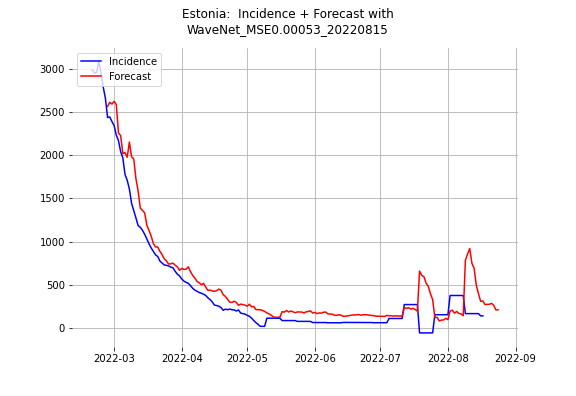 Estonia:  Incidence + Forecast with
WaveNet_MSE0.00053_20220815
Incidence
Forecast
3000
2500
2000
1500
1000
500
0
2022-03 2022-04 2022-05 2022-06 2022-07 2022-08 2022-09